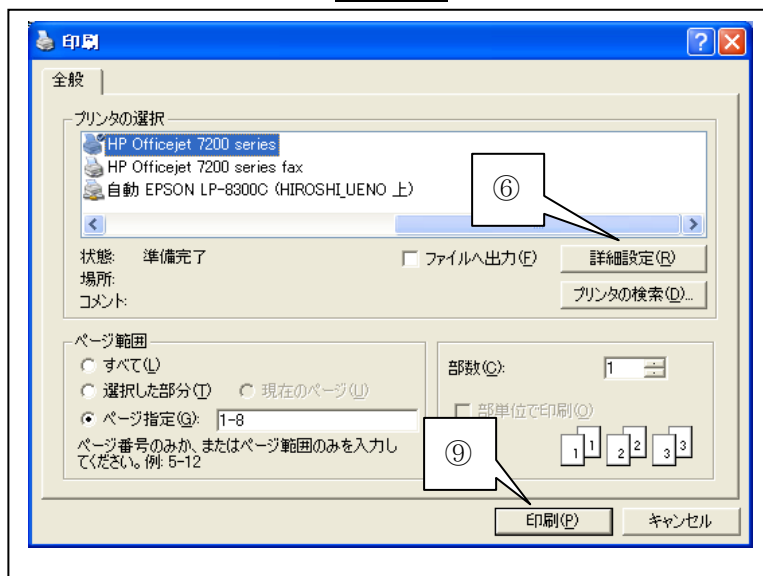 印刷
全般
プリンタの選択
HP Officejet 7200 series
HP Officejet 7200 series fax
自動 EPSON LP-8300C (HIROSHI_UENO 上)
⑥
状態: 準備完了
ファイルへ出力(F)
詳細設定(R)
場所:
コメント:
プリンタの検索(D)...
ページ範囲
すべて(L)
選択した部分(T) 現在のページ(U)
ページ指定(G): 1-8
ページ番号のみか、またはページ範囲のみを入力し
てください。例: 5-12
部数(C): 1
部単位で印刷(O)
1 1 2 2 3 3
⑨
印刷(P)
キャンセル